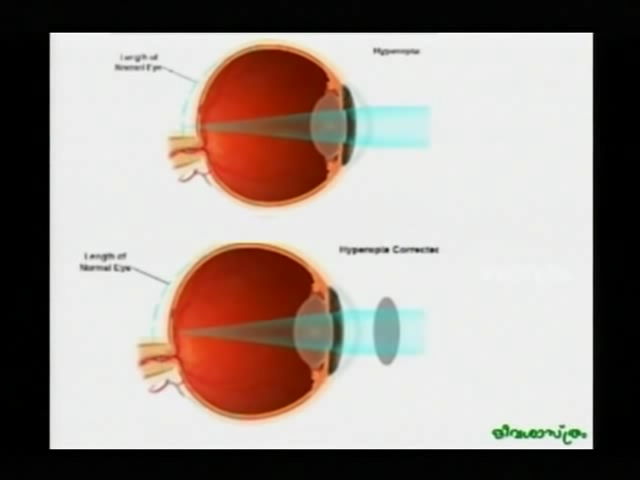 Length of
Normal Eye
Hyperopia
Length of
Normal Eye
Hyperopia Corrected
ജീവശാസ്ത്രം